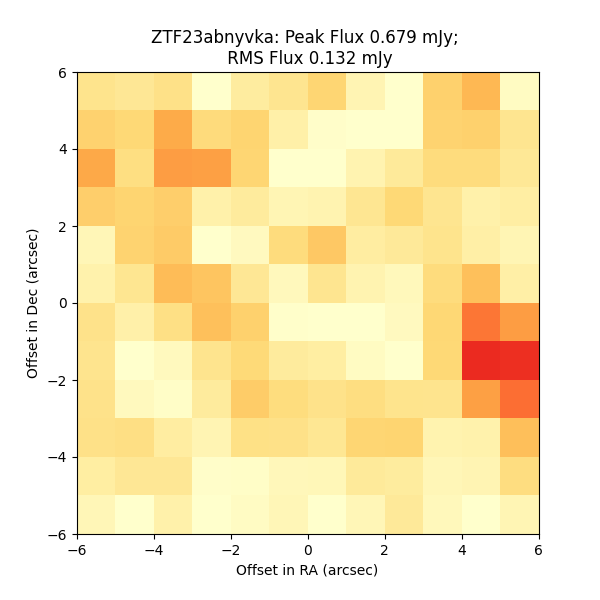 ZTF23abnyvka: Peak Flux 0.679 mJy;
RMS Flux 0.132 mJy
6
4
2
0
−2
−4
−6
Offset in Dec (arcsec)
−6 −4 −2 0 2 4 6
Offset in RA (arcsec)